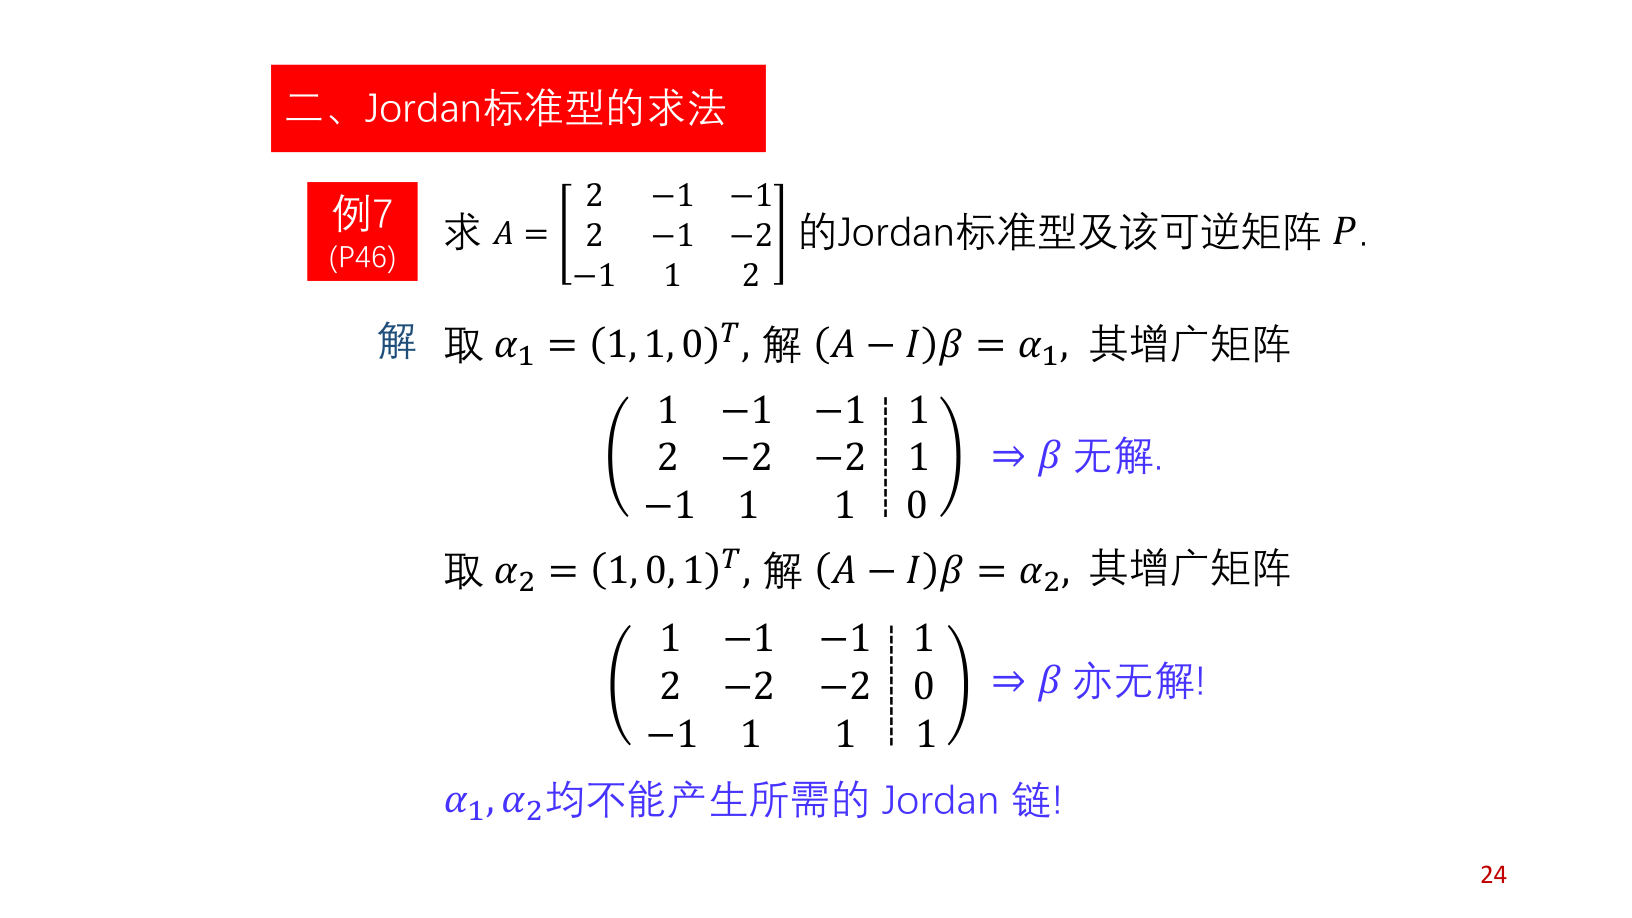 二、Jordan标准型的求法
例7
(P46)
求 A = [2 −1 −1; 2 −1 −2; −1 1 2] 的Jordan标准型及该可逆矩阵 P.
解 取 α₁ = (1, 1, 0)ᵀ, 解 (A − I)β = α₁, 其增广矩阵
1 −1 −1 ¦ 1
2 −2 −2 ¦ 1 ⇒ β 无解.
−1 1 1 ¦ 0
取 α₂ = (1, 0, 1)ᵀ, 解 (A − I)β = α₂, 其增广矩阵
1 −1 −1 ¦ 1
2 −2 −2 ¦ 0 ⇒ β 亦无解!
−1 1 1 ¦ 1
α₁, α₂均不能产生所需的 Jordan 链!
24